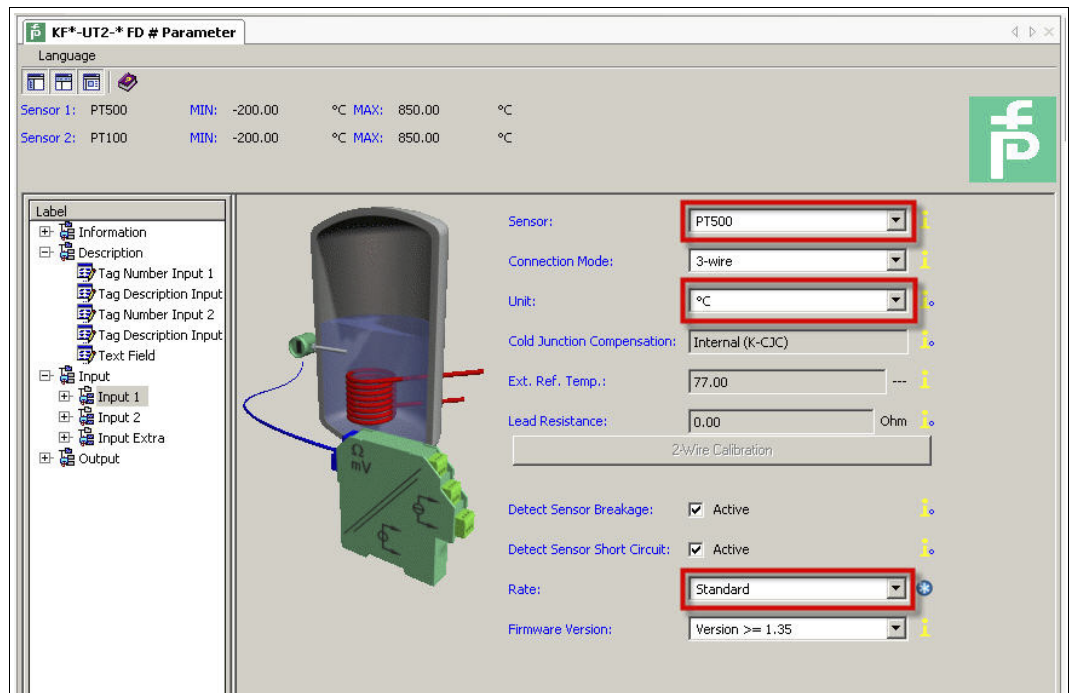 KF*-UT2-* FD # Parameter
Language
Sensor 1: PT500 MIN: -200.00 °C MAX: 850.00 °C
Sensor 2: PT100 MIN: -200.00 °C MAX: 850.00 °C
Label
Information
Description
Tag Number Input 1
Tag Description Input
Tag Number Input 2
Tag Description Input
Text Field
Input
Input 1
Input 2
Input Extra
Output
Ω
mV
Sensor: PT500
Connection Mode: 3-wire
Unit: °C
Cold Junction Compensation: Internal (K-CJC)
Ext. Ref. Temp.: 77.00 ---
Lead Resistance: 0.00 Ohm
2-Wire Calibration
Detect Sensor Breakage: Active
Detect Sensor Short Circuit: Active
Rate: Standard
Firmware Version: Version >= 1.35